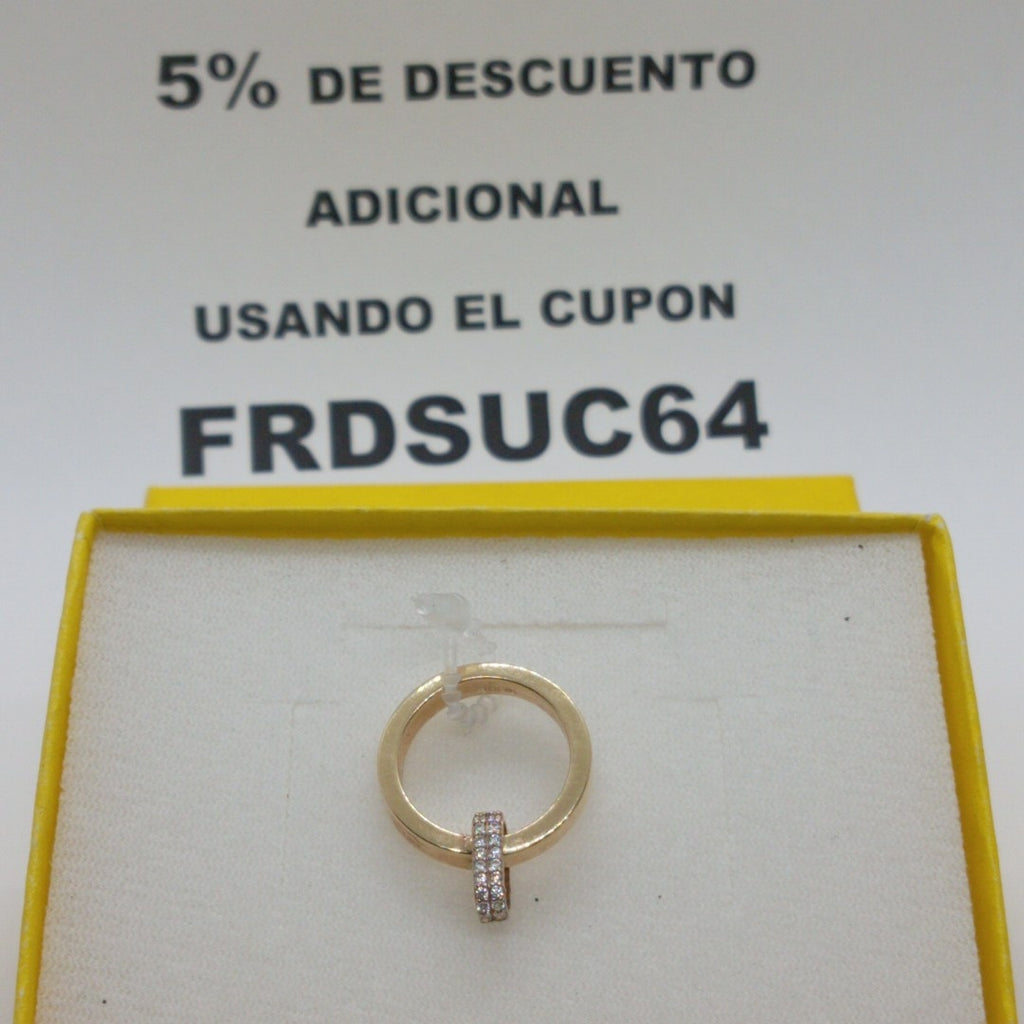 5% DE DESCUENTO
ADICIONAL
USANDO EL CUPON
FRDSUC64